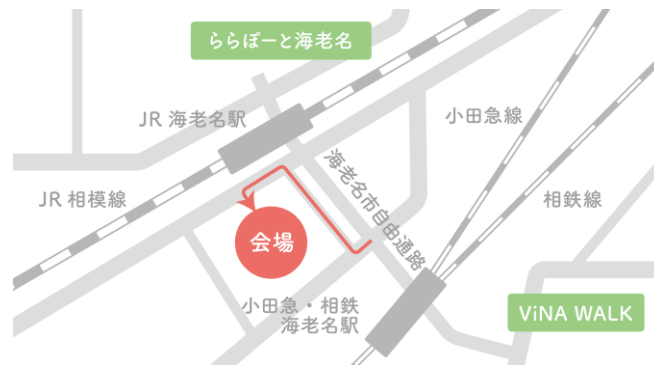 ららぽーと海老名
JR 海老名駅
小田急線
海老名市自由通路
JR 相模線
相鉄線
会場
小田急・相鉄
海老名駅
ViNA WALK